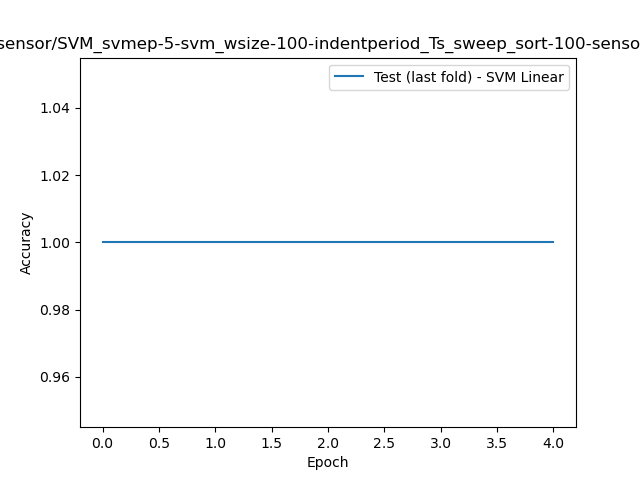 sensor/SVM_svmep-5-svm_wsize-100-indentperiod_Ts_sweep_sort-100-senso
Test (last fold) - SVM Linear
1.04
1.02
1.00
0.98
0.96
Accuracy
0.0 0.5 1.0 1.5 2.0 2.5 3.0 3.5 4.0
Epoch